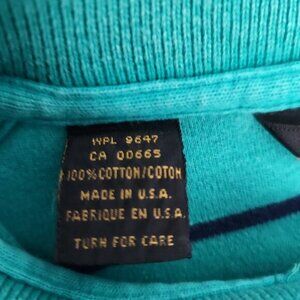 WPL 9647
CA 00665
100% COTTON/COTON
MADE IN U.S.A.
FABRIQUE EN U.S.A.
TURN FOR CARE